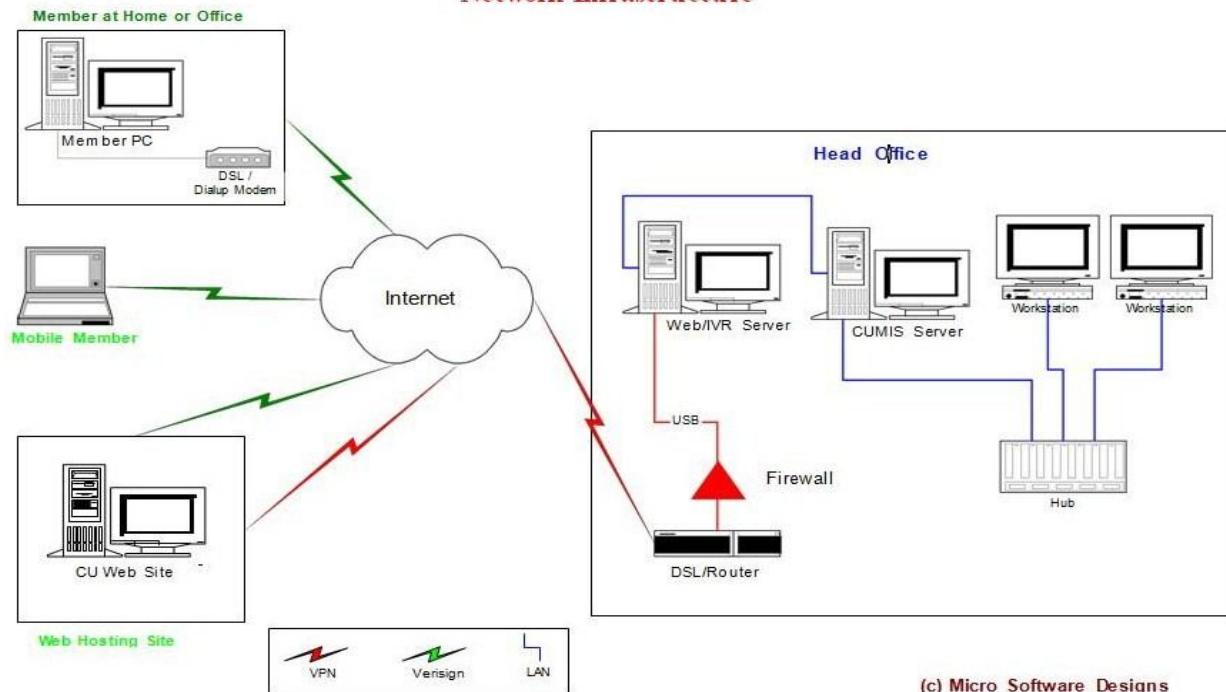 Network Infrastructure
Member at Home or Office
Member PC
DSL /
Dialup Modem
Mobile Member
Internet
CU Web Site
Web Hosting Site
Head Office
Web/IVR Server
CUMIS Server
Workstation
Workstation
USB
Firewall
Hub
DSL/Router
VPN
Verisign
LAN
(c) Micro Software Designs